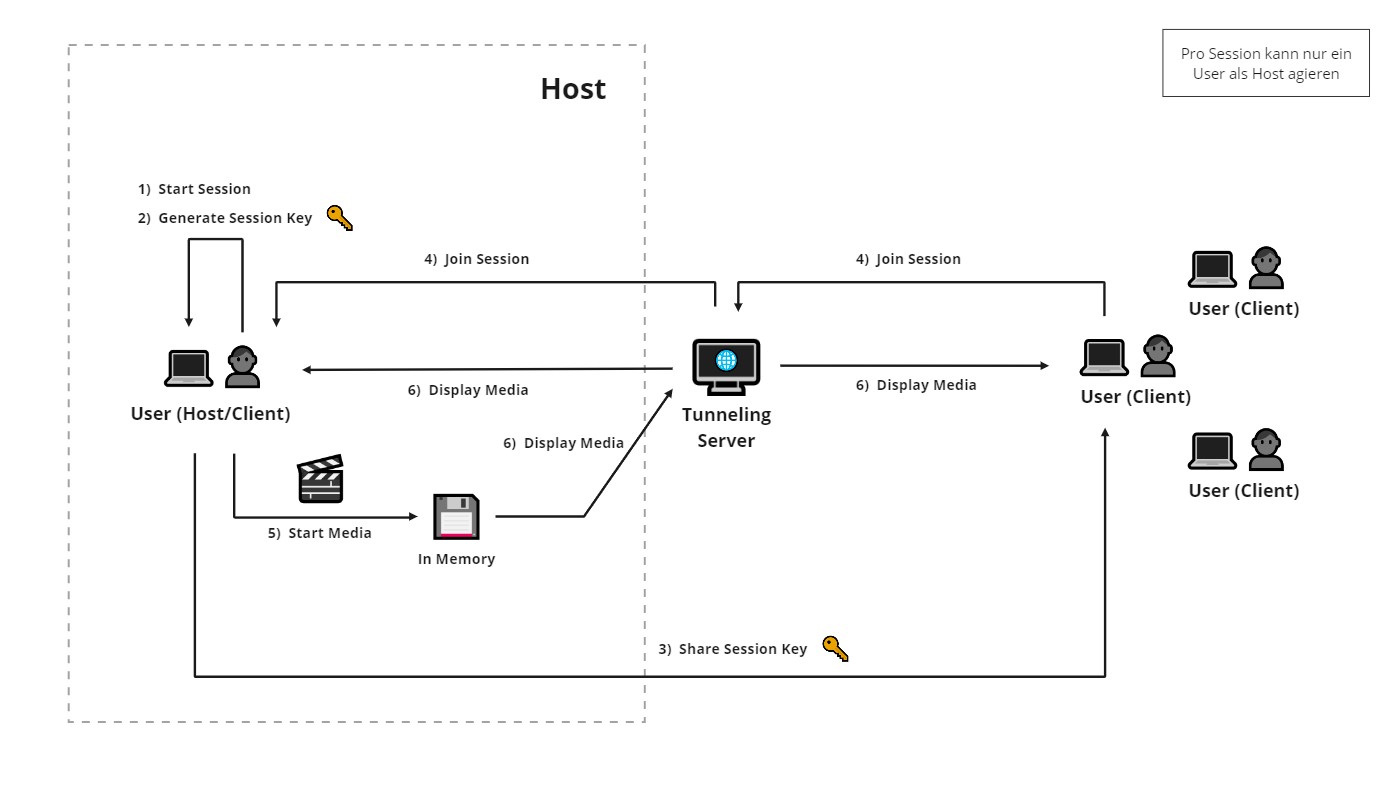 Pro Session kann nur ein
User als Host agieren
Host
1) Start Session
2) Generate Session Key
4) Join Session
4) Join Session
User (Client)
6) Display Media
6) Display Media
User (Host/Client)
Tunneling
Server
User (Client)
6) Display Media
User (Client)
5) Start Media
In Memory
3) Share Session Key